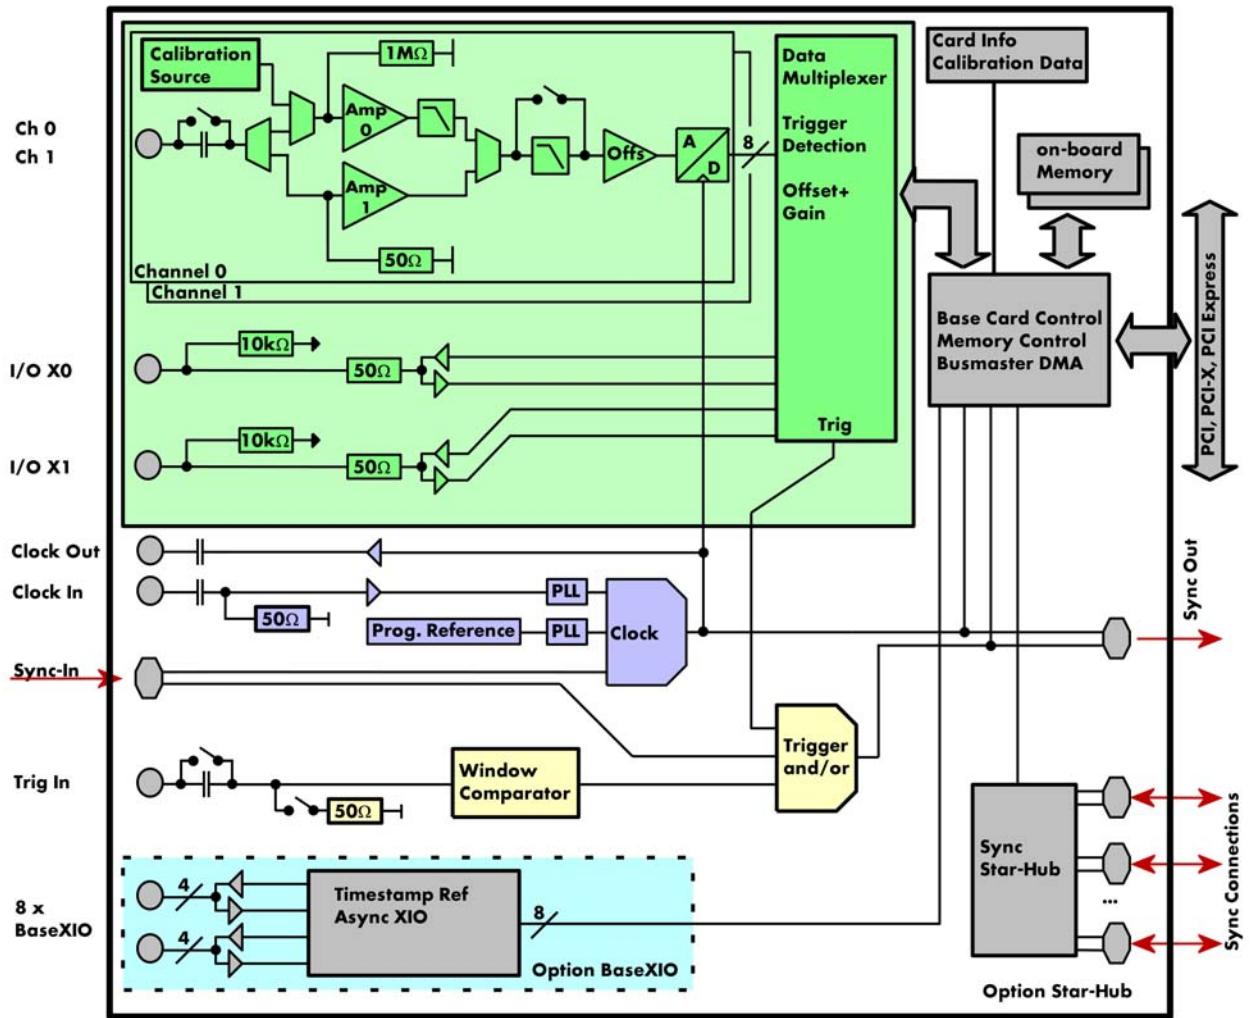 Calibration
Source
1MΩ
Data
Multiplexer
Card Info
Calibration Data
Ch 0
Ch 1
Amp
0
Offs
A
D
8
Trigger
Detection
on-board
Memory
Amp
1
Offset+
Gain
50Ω
Channel 0
Channel 1
Base Card Control
Memory Control
Busmaster DMA
PCI, PCI-X, PCI Express
10kΩ
I/O X0
50Ω
Trig
10kΩ
I/O X1
50Ω
Clock Out
Clock In
PLL
50Ω
Prog. Reference
PLL
Clock
Sync Out
Sync-In
Trig In
Window
Comparator
Trigger
and/or
50Ω
Sync
Star-Hub
...
Sync Connections
8 x
BaseXIO
4
4
Timestamp Ref
Async XIO
8
Option BaseXIO
Option Star-Hub